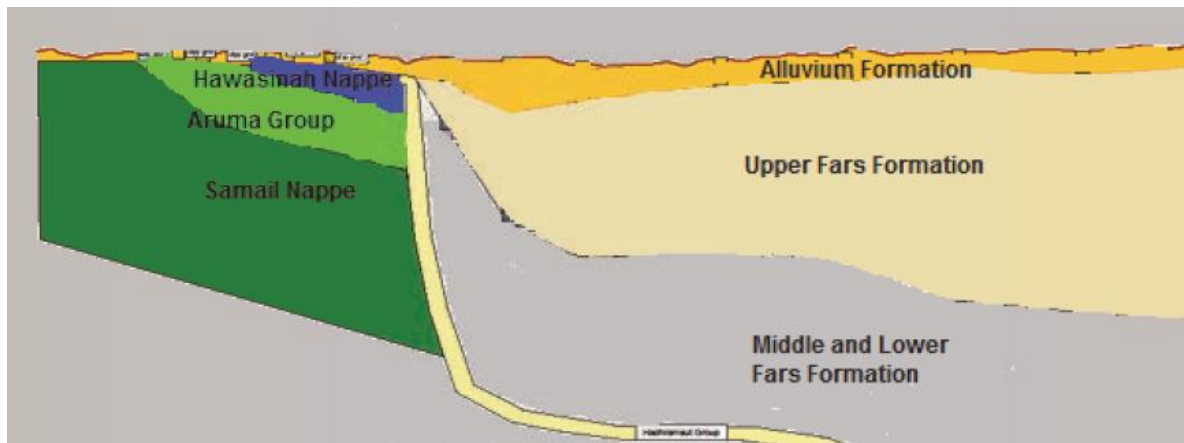 Alluvium Formation
Hawasinah Nappe
Aruma Group
Upper Fars Formation
Samail Nappe
Middle and Lower
Fars Formation
Hadhramaut Group